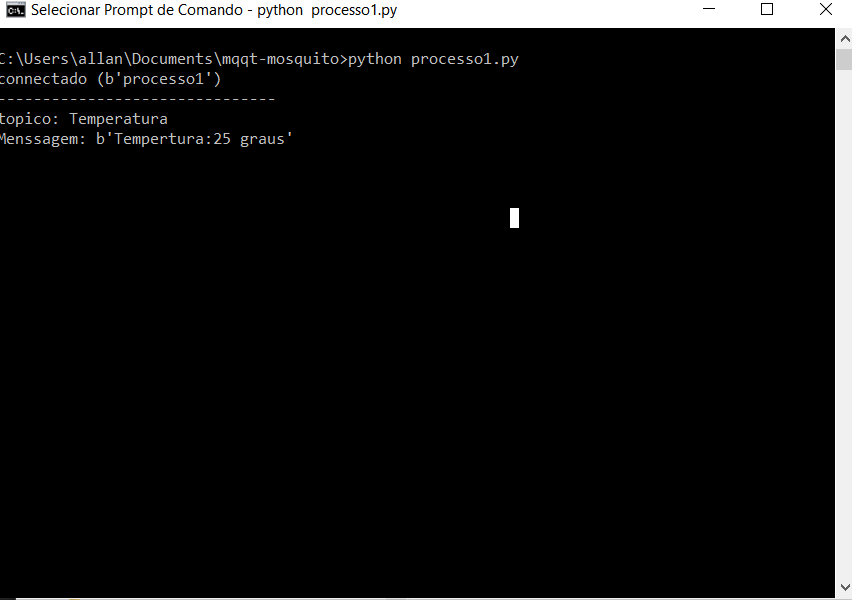 Selecionar Prompt de Comando - python  processo1.py
C:\Users\allan\Documents\mqqt-mosquito>python processo1.py
connectado (b'processo1')
-------------------------------
topico: Temperatura
Menssagem: b'Tempertura:25 graus'